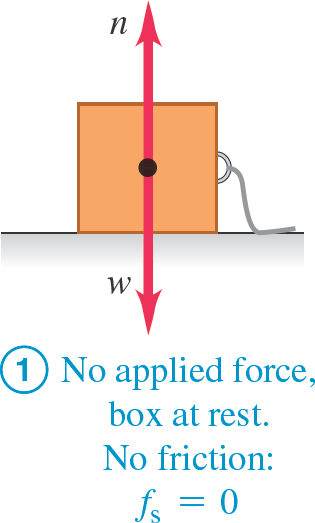 n
w
1 No applied force,
box at rest.
No friction:
fs = 0